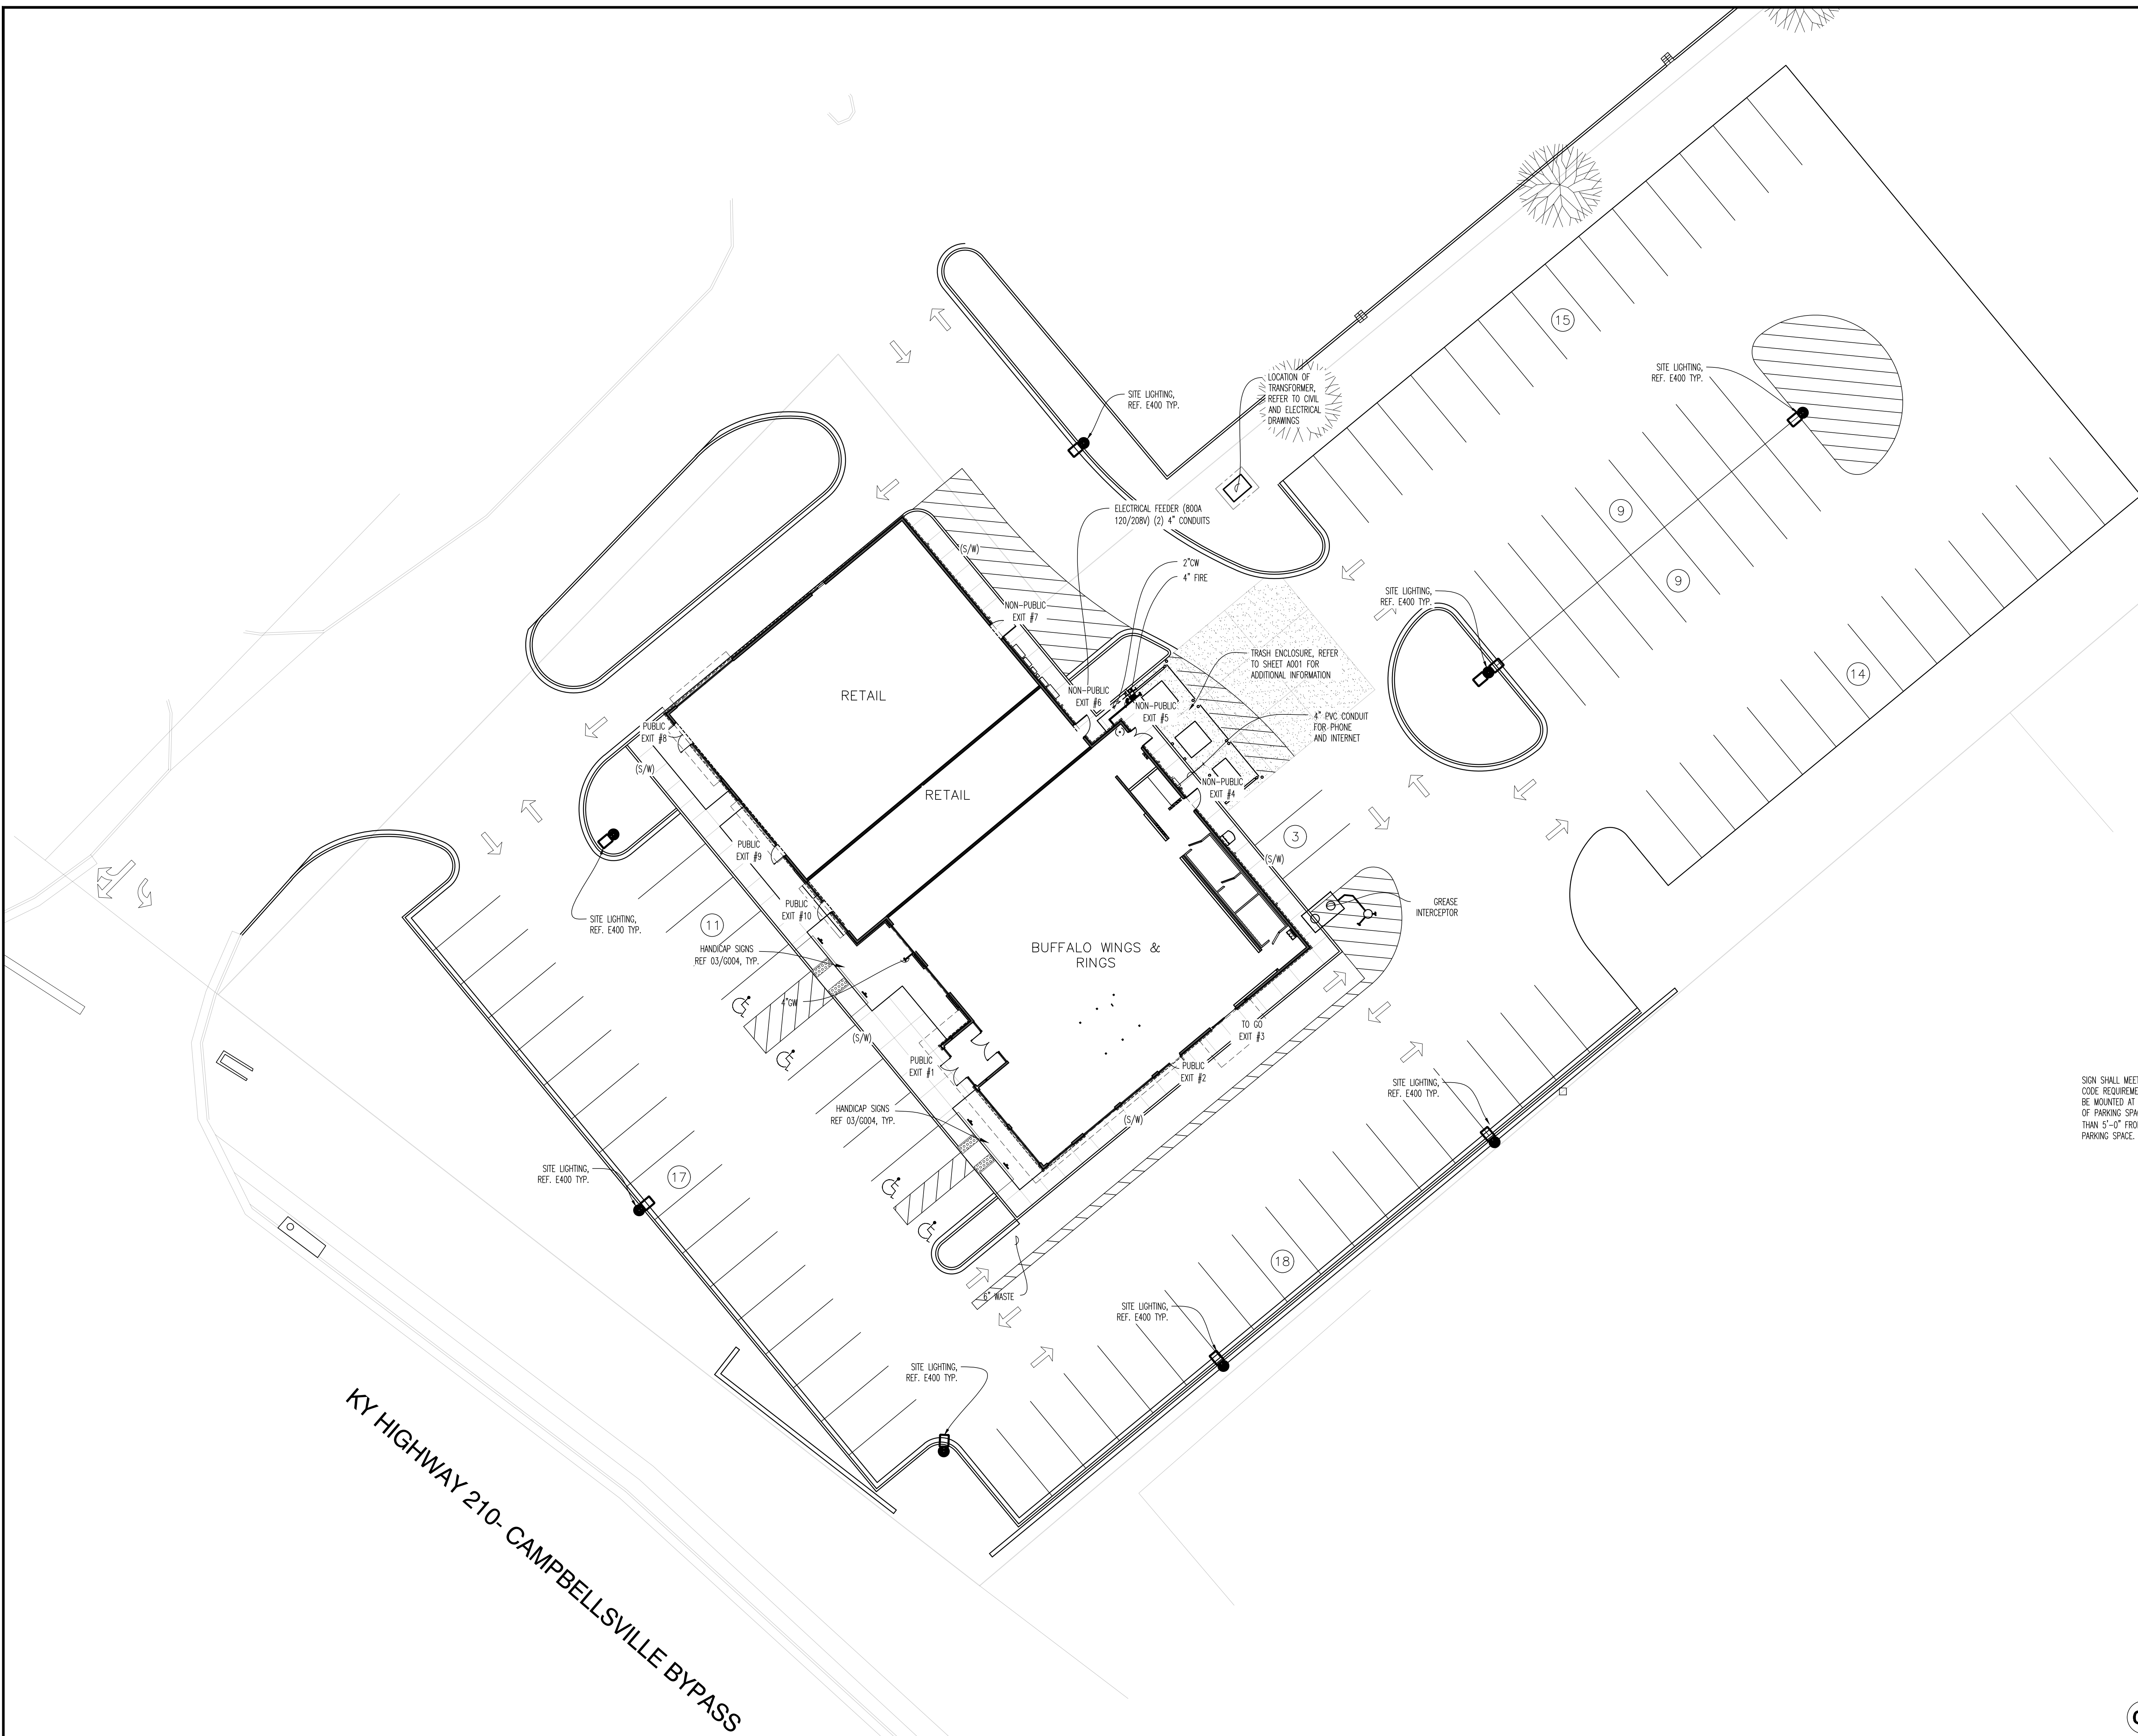 15
SITE LIGHTING,
REF. E400 TYP.
LOCATION OF
TRANSFORMER,
REFER TO CIVIL
AND ELECTRICAL
DRAWINGS
SITE LIGHTING,
REF. E400 TYP.
9
ELECTRICAL FEEDER (800A
120/208V) (2) 4" CONDUITS
(S/W)
2"CW
4" FIRE
9
SITE LIGHTING,
REF. E400 TYP.
NON-PUBLIC
EXIT #7
TRASH ENCLOSURE, REFER
TO SHEET A001 FOR
ADDITIONAL INFORMATION
14
RETAIL
NON-PUBLIC
EXIT #6
NON-PUBLIC
EXIT #5
4" PVC CONDUIT
FOR PHONE
AND INTERNET
PUBLIC
EXIT #8
(S/W)
RETAIL
NON-PUBLIC
EXIT #4
3
PUBLIC
EXIT #9
(S/W)
PUBLIC
EXIT #10
SITE LIGHTING,
REF. E400 TYP.
11
GREASE
INTERCEPTOR
HANDICAP SIGNS
REF 03/G004, TYP.
BUFFALO WINGS &
RINGS
4"GW
(S/W)
TO GO
EXIT #3
PUBLIC
EXIT #1
PUBLIC
EXIT #2
SITE LIGHTING,
REF. E400 TYP.
SIGN SHALL MEET
CODE REQUIREME
BE MOUNTED AT
OF PARKING SPA
THAN 5'-0" FRO
PARKING SPACE.
HANDICAP SIGNS
REF 03/G004, TYP.
(S/W)
SITE LIGHTING,
REF. E400 TYP.
17
18
6" WASTE
SITE LIGHTING,
REF. E400 TYP.
SITE LIGHTING,
REF. E400 TYP.
KY HIGHWAY 210- CAMPBELLSVILLE BYPASS